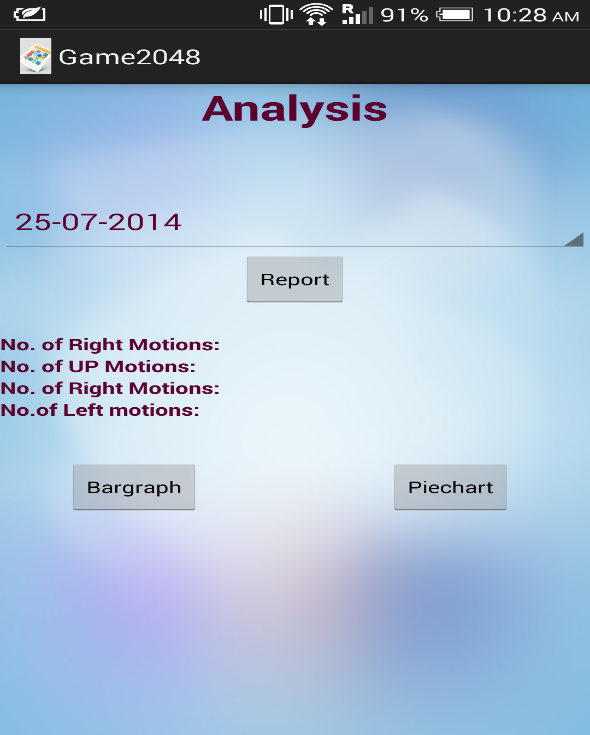 R 91% 10:28 AM
Game2048
Analysis
25-07-2014
Report
No. of Right Motions:
No. of UP Motions:
No. of Right Motions:
No.of Left motions:
Bargraph Piechart